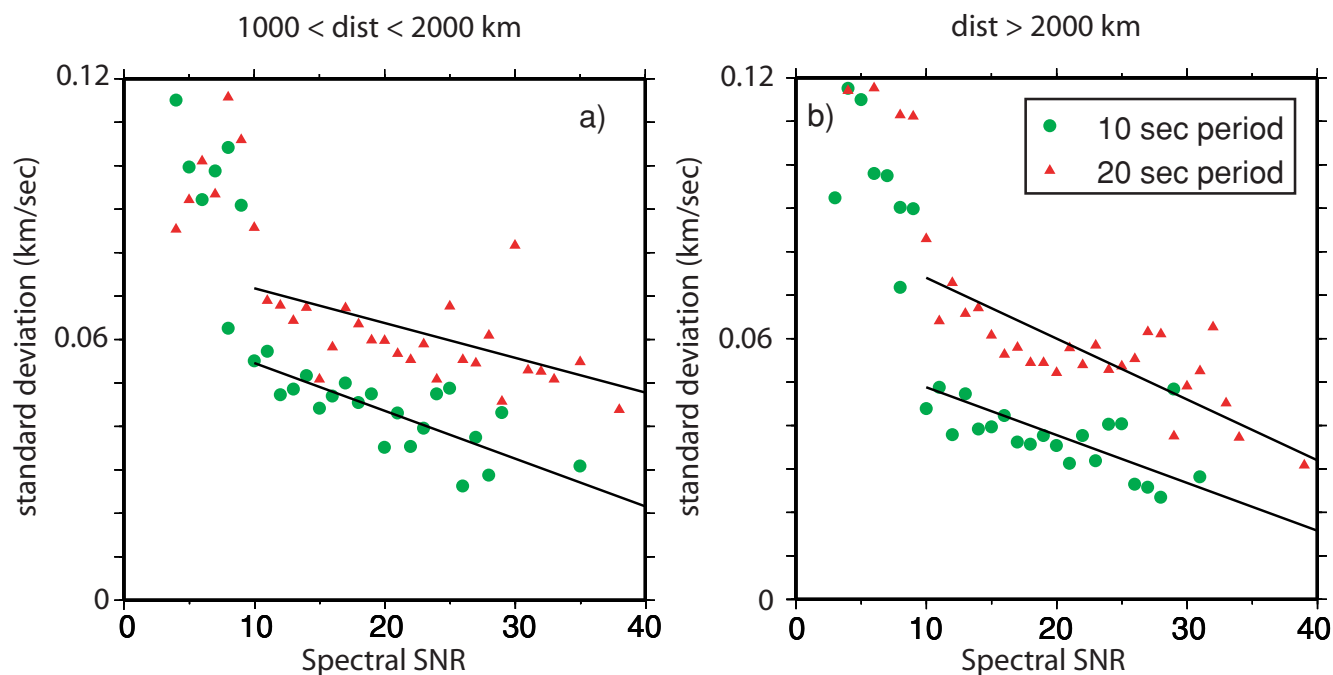 1000 < dist < 2000 km
0.12
a)
0.06
0
standard deviation (km/sec)
0 10 20 30 40
Spectral SNR
dist > 2000 km
0.12
b)
10 sec period
20 sec period
0.06
0
standard deviation (km/sec)
0 10 20 30 40
Spectral SNR